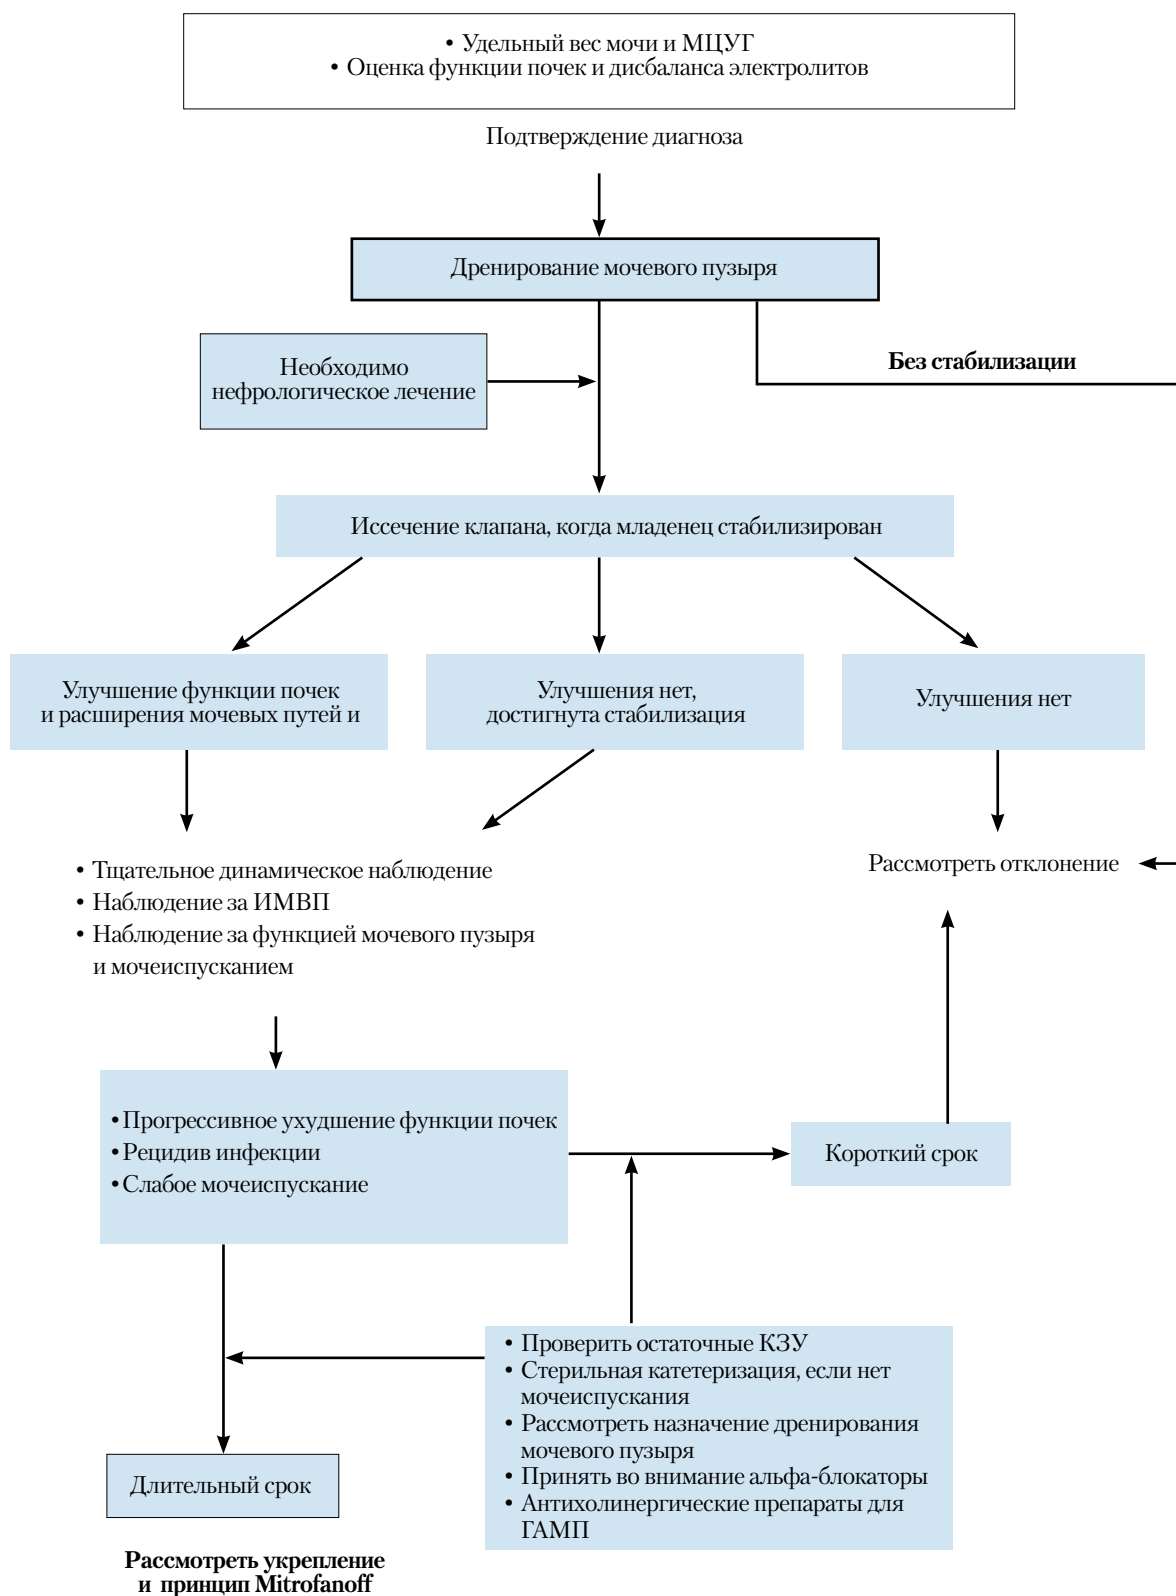 • Удельный вес мочи и МЦУГ
• Оценка функции почек и дисбаланса электролитов
Подтверждение диагноза
Дренирование мочевого пузыря
Необходимо
нефрологическое лечение
Без стабилизации
Иссечение клапана, когда младенец стабилизирован
Улучшение функции почек
и расширения мочевых путей и
Улучшения нет,
достигнута стабилизация
Улучшения нет
• Тщательное динамическое наблюдение
• Наблюдение за ИМВП
• Наблюдение за функцией мочевого пузыря
и мочеиспусканием
Рассмотреть отклонение
• Прогрессивное ухудшение функции почек
• Рецидив инфекции
• Слабое мочеиспускание
Короткий срок
• Проверить остаточные КЗУ
• Стерильная катетеризация, если нет
мочеиспускания
• Рассмотреть назначение дренирования
мочевого пузыря
• Принять во внимание альфа-блокаторы
• Антихолинергические препараты для
ГАМП
Длительный срок
Рассмотреть укрепление
и принцип Mitrofanoff